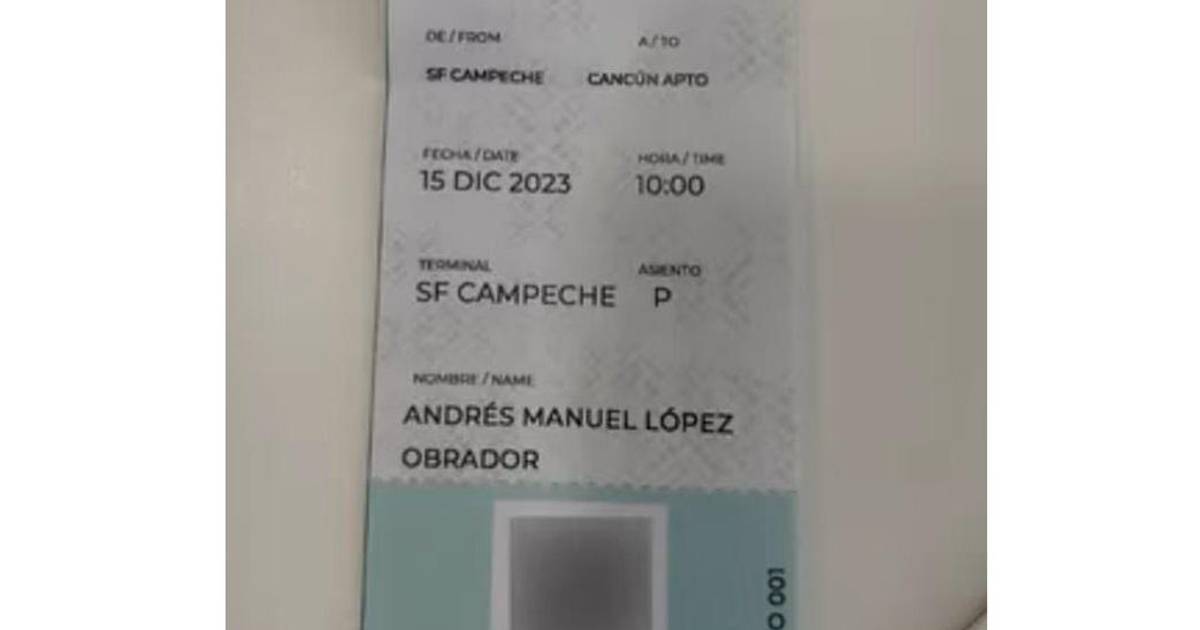 DE / FROM A / TO
SF CAMPECHE CANCÚN APTO
FECHA / DATE HORA / TIME
15 DIC 2023 10:00
TERMINAL ASIENTO
SF CAMPECHE P
NOMBRE / NAME
ANDRÉS MANUEL LÓPEZ
OBRADOR
O 001